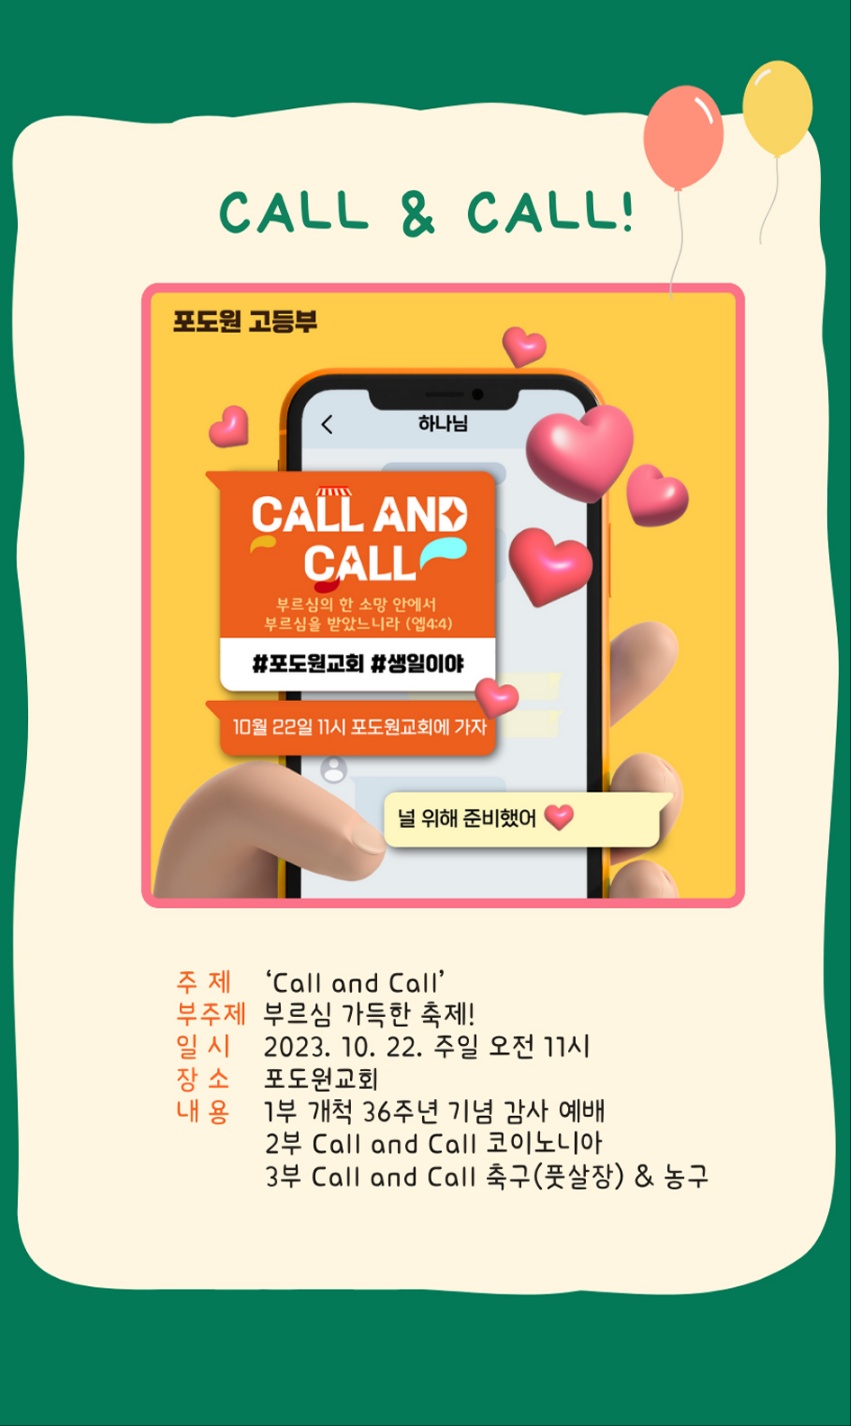 CALL & CALL!
포도원 고등부
하나님
CALL AND
CALL
부르심의 한 소망 안에서
부르심을 받았느니라 (엡4:4)
#포도원교회 #생일이야
10월 22일 11시 포도원교회에 가자
널 위해 준비했어
주 제 ‘Call and Call’
부주제 부르심 가득한 축제!
일 시 2023. 10. 22. 주일 오전 11시
장 소 포도원교회
내 용 1부 개척 36주년 기념 감사 예배
2부 Call and Call 코이노니아
3부 Call and Call 축구(풋살장) & 농구